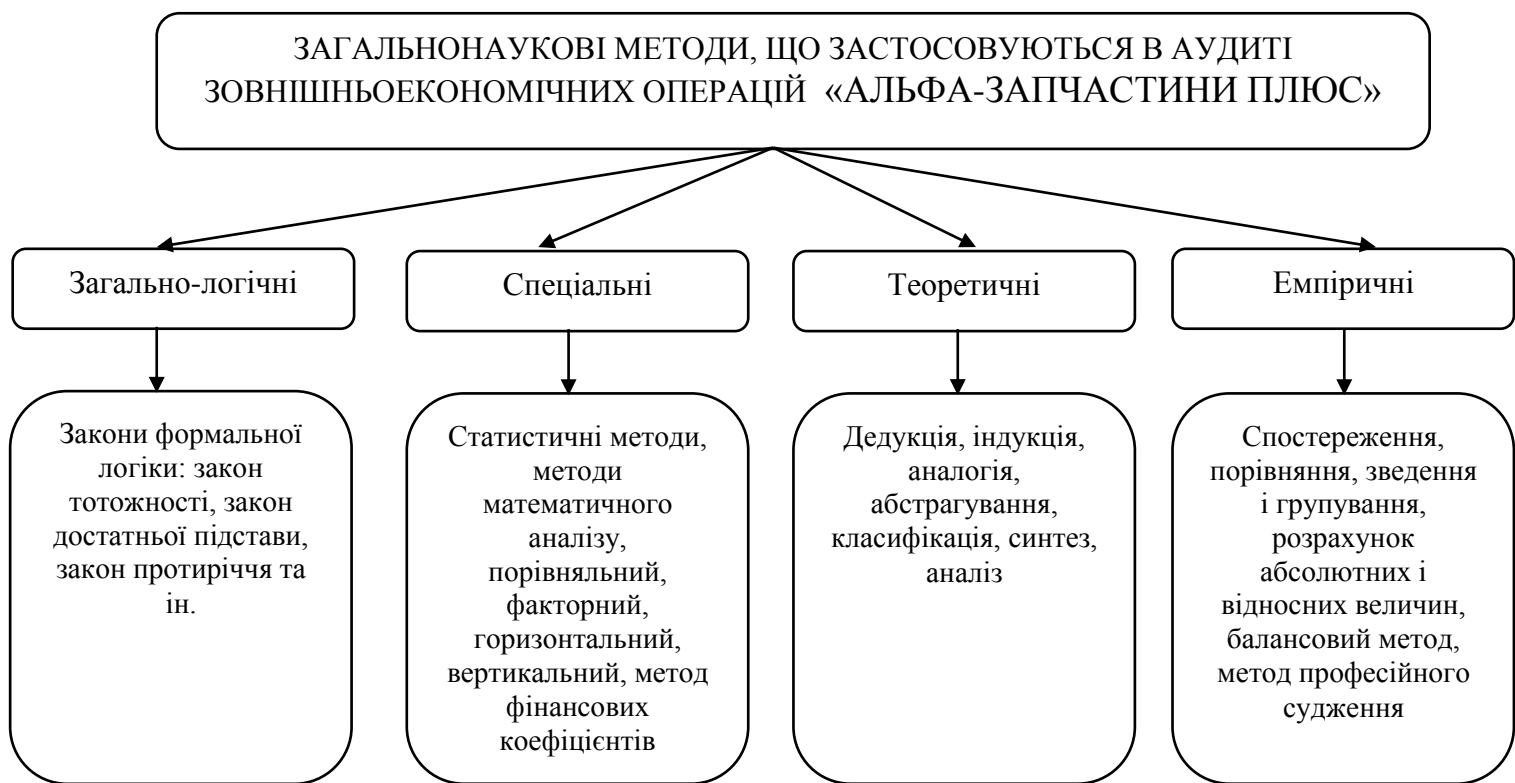 ЗАГАЛЬНОНАУКОВІ МЕТОДИ, ЩО ЗАСТОСОВУЮТЬСЯ В АУДИТІ
ЗОВНІШНЬОЕКОНОМІЧНИХ ОПЕРАЦІЙ «АЛЬФА-ЗАПЧАСТИНИ ПЛЮС»
Загально-логічні
Спеціальні
Теоретичні
Емпіричні
Закони формальної
логіки: закон
тотожності, закон
достатньої підстави,
закон протиріччя та
ін.
Статистичні методи,
методи
математичного
аналізу,
порівняльний,
факторний,
горизонтальний,
вертикальний, метод
фінансових
коефіцієнтів
Дедукція, індукція,
аналогія,
абстрагування,
класифікація, синтез,
аналіз
Спостереження,
порівняння, зведення
і групування,
розрахунок
абсолютних і
відносних величин,
балансовий метод,
метод професійного
судження